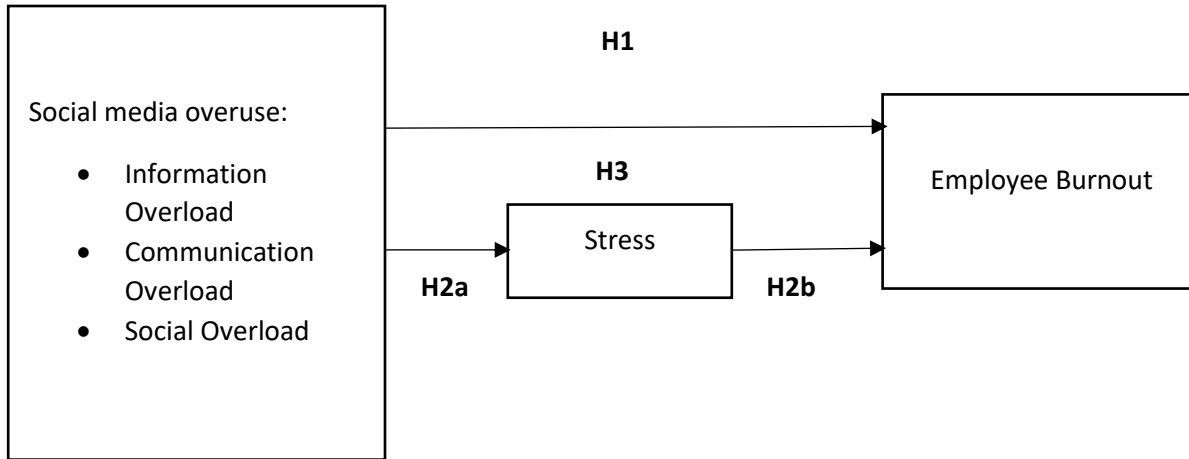 H1
Social media overuse:
• Information
Overload
• Communication
Overload
• Social Overload
H3
Stress
H2a
H2b
Employee Burnout